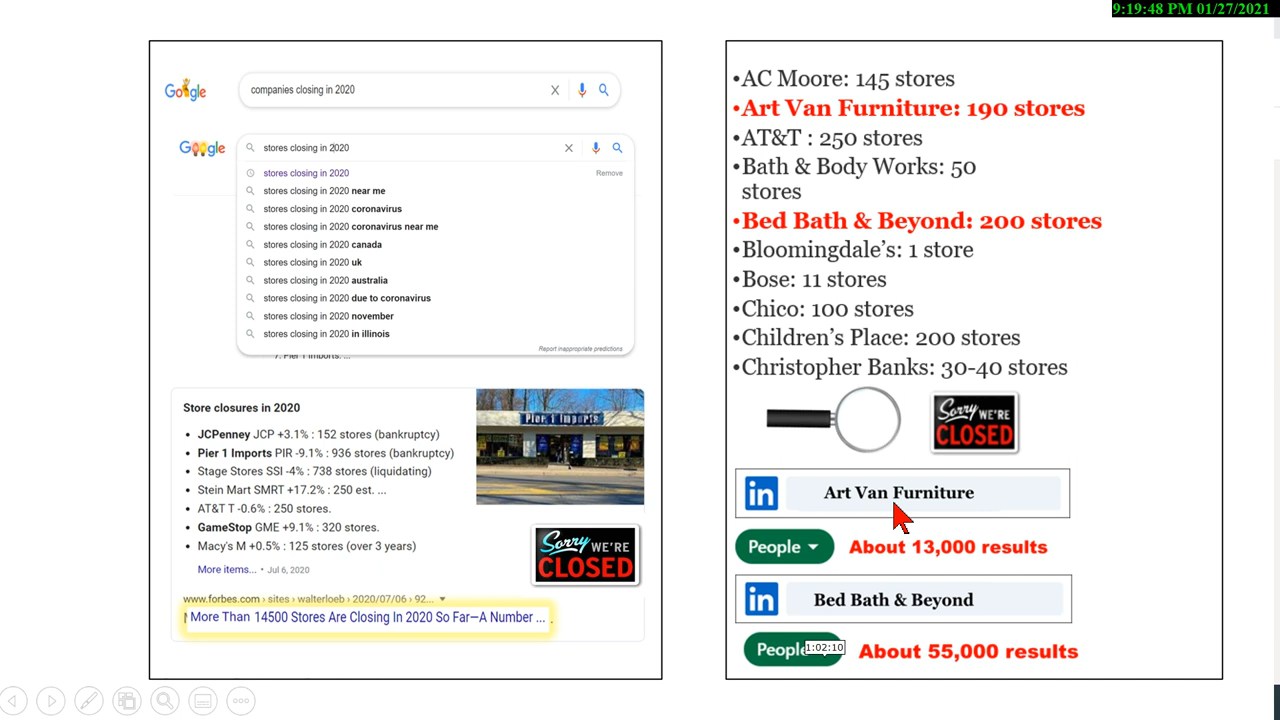 9:19:48 PM 01/27/2021
Google
companies closing in 2020
Google
stores closing in 2020
stores closing in 2020
Remove
stores closing in 2020 near me
stores closing in 2020 coronavirus
stores closing in 2020 coronavirus near me
stores closing in 2020 canada
stores closing in 2020 uk
stores closing in 2020 australia
stores closing in 2020 due to coronavirus
stores closing in 2020 november
stores closing in 2020 in illinois
Report inappropriate predictions
7. Pier 1 Imports. ...
Store closures in 2020
• JCPenney JCP +3.1% : 152 stores (bankruptcy)
• Pier 1 Imports PIR -9.1% : 936 stores (bankruptcy)
• Stage Stores SSI -4% : 738 stores (liquidating)
• Stein Mart SMRT +17.2% : 250 est. ...
• AT&T T -0.6% : 250 stores.
• GameStop GME +9.1% : 320 stores.
• Macy's M +0.5% : 125 stores (over 3 years)
More items... • Jul 6, 2020
Pier 1 Imports
Sorry WE'RE
CLOSED
www.forbes.com › sites › walterloeb › 2020/07/06 › 92...
More Than 14500 Stores Are Closing In 2020 So Far—A Number ...
•AC Moore: 145 stores
•Art Van Furniture: 190 stores
•AT&T : 250 stores
•Bath & Body Works: 50
stores
•Bed Bath & Beyond: 200 stores
•Bloomingdale's: 1 store
•Bose: 11 stores
•Chico: 100 stores
•Children's Place: 200 stores
•Christopher Banks: 30-40 stores
Sorry WE'RE
CLOSED
in Art Van Furniture
People About 13,000 results
in Bed Bath & Beyond
People 1:02:10 About 55,000 results